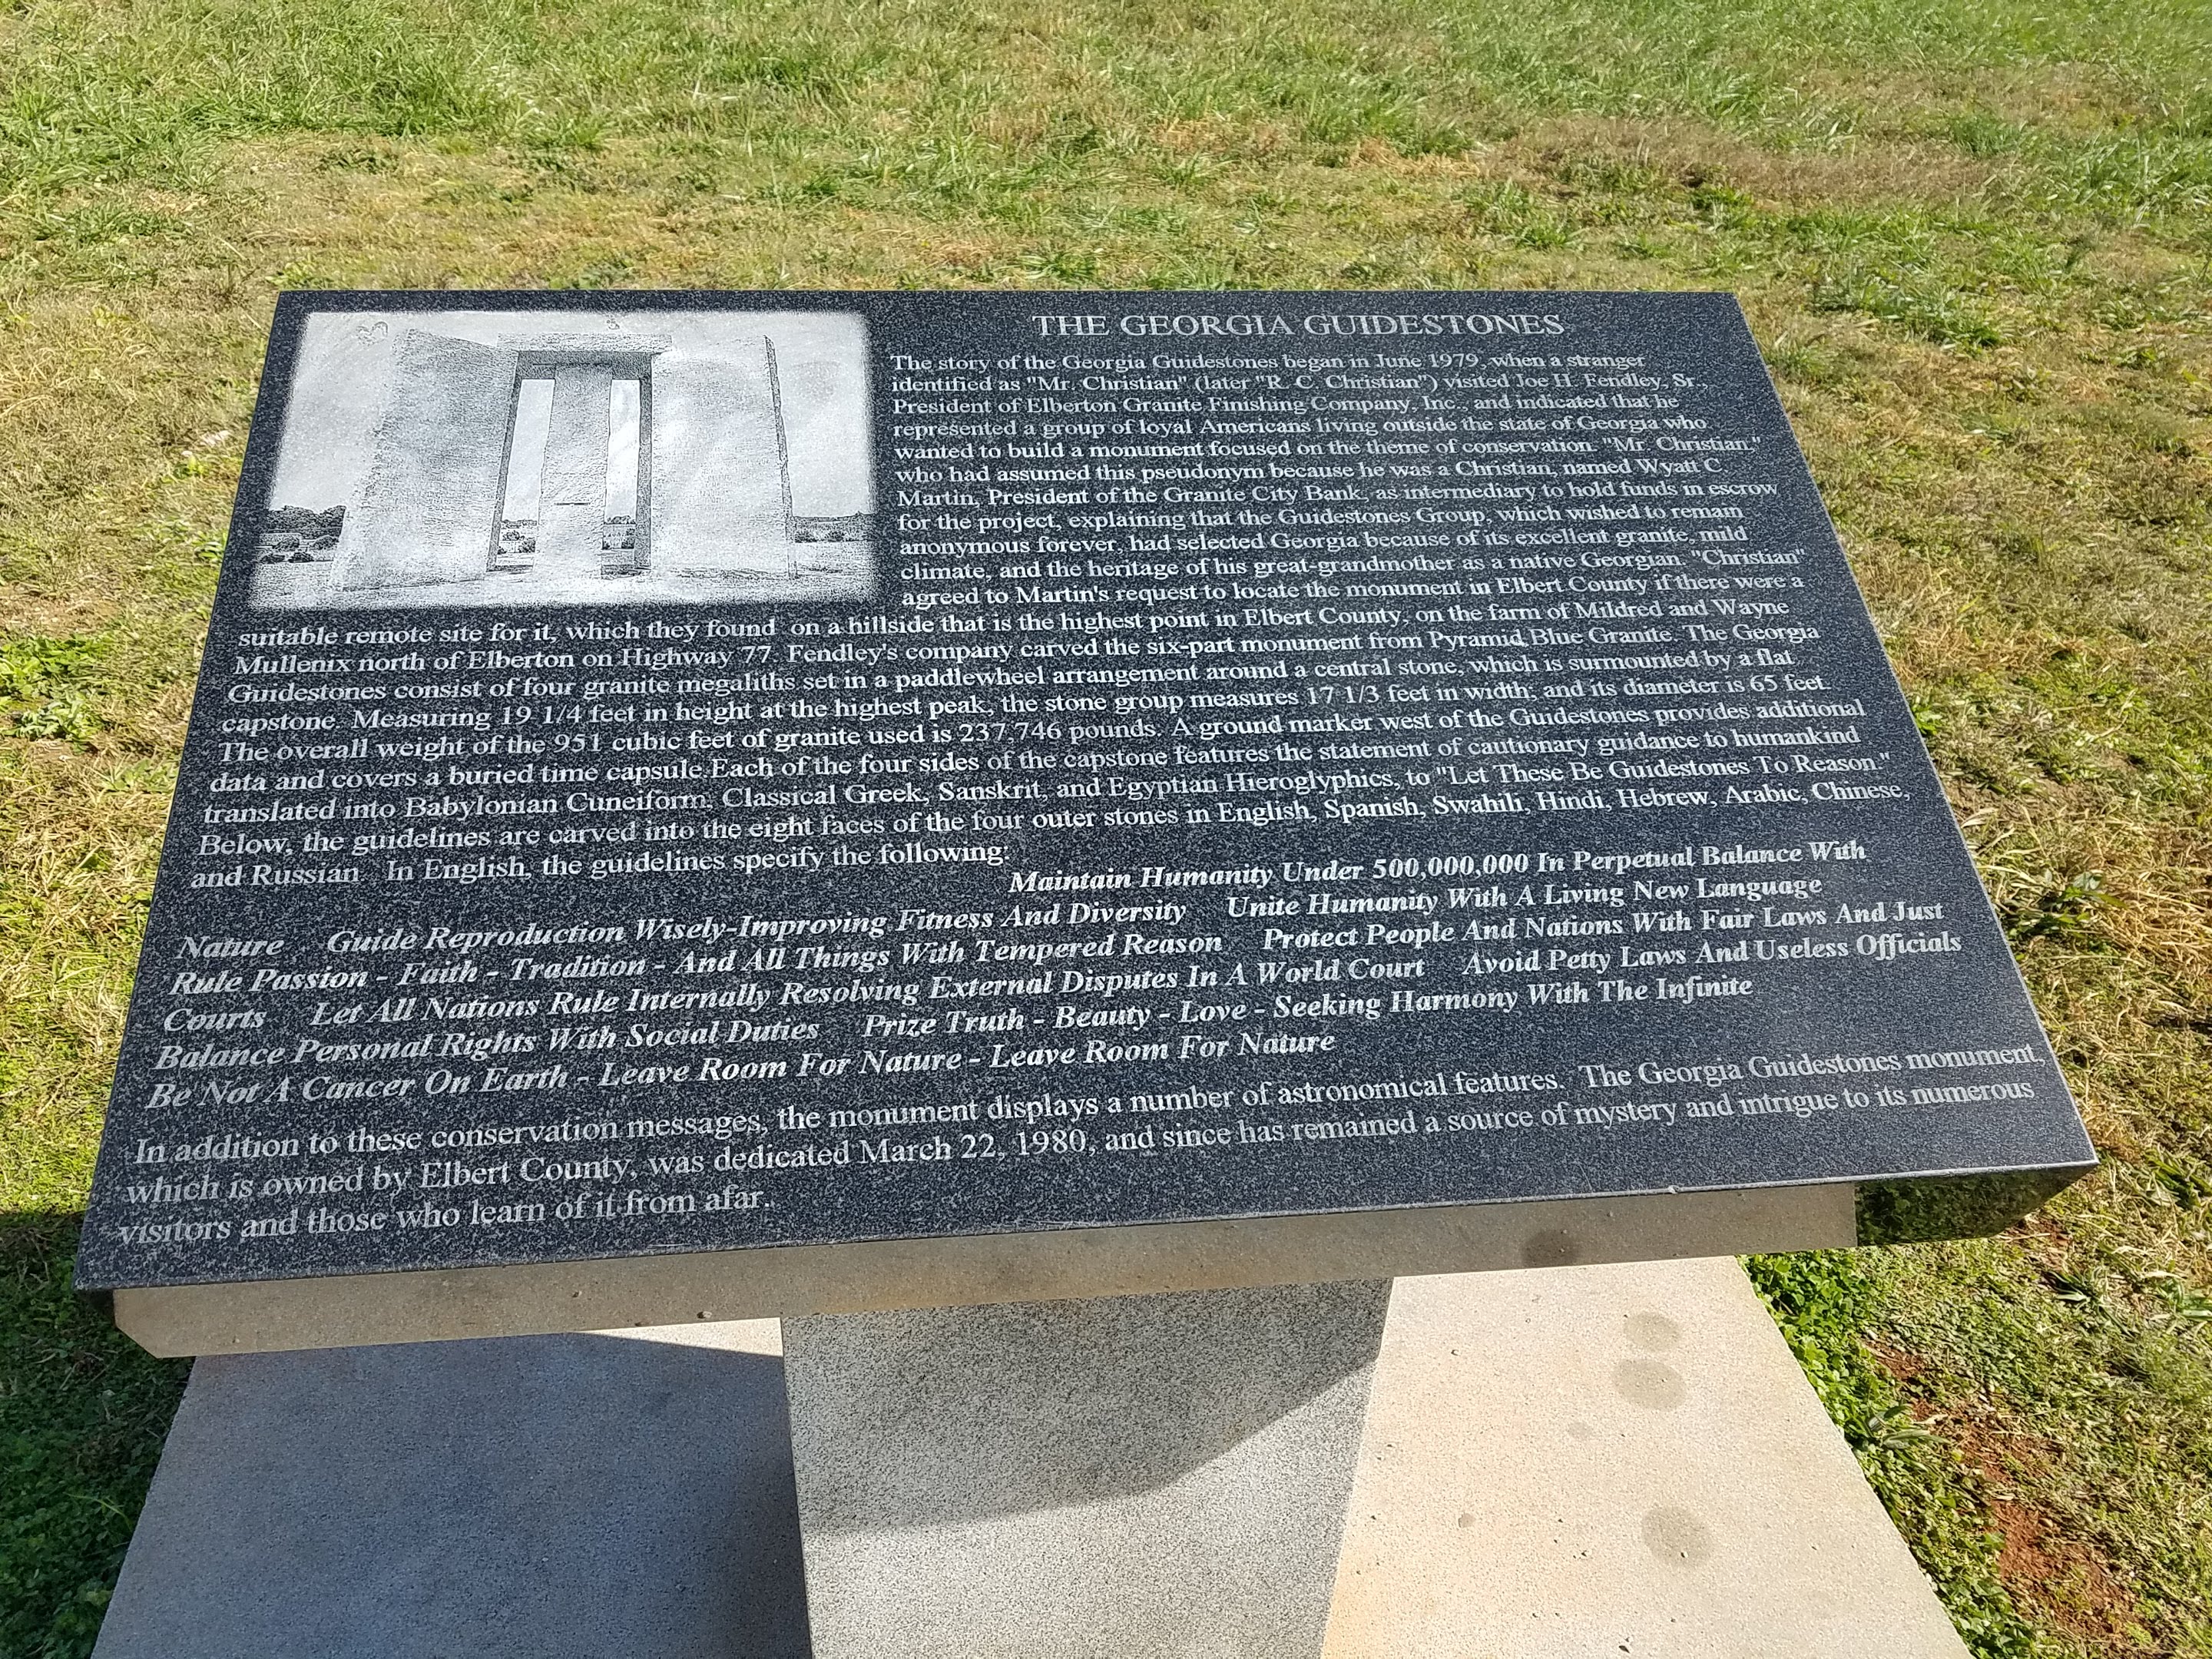 THE GEORGIA GUIDESTONES
The story of the Georgia Guidestones began in June 1979, when a stranger
identified as "Mr. Christian" (later "R. C. Christian") visited Joe H. Fendley, Sr.,
President of Elberton Granite Finishing Company, Inc., and indicated that he
represented a group of loyal Americans living outside the state of Georgia who
wanted to build a monument focused on the theme of conservation. "Mr. Christian,"
who had assumed this pseudonym because he was a Christian, named Wyatt C.
Martin, President of the Granite City Bank, as intermediary to hold funds in escrow
for the project, explaining that the Guidestones Group, which wished to remain
anonymous forever, had selected Georgia because of its excellent granite, mild
climate, and the heritage of his great-grandmother as a native Georgian. "Christian"
agreed to Martin's request to locate the monument in Elbert County if there were a
suitable remote site for it, which they found on a hillside that is the highest point in Elbert County, on the farm of Mildred and Wayne
Mullenix north of Elberton on Highway 77. Fendley's company carved the six-part monument from Pyramid Blue Granite. The Georgia
Guidestones consist of four granite megaliths set in a paddlewheel arrangement around a central stone, which is surmounted by a flat
capstone. Measuring 19 1/4 feet in height at the highest peak, the stone group measures 17 1/3 feet in width; and its diameter is 65 feet.
The overall weight of the 951 cubic feet of granite used is 237,746 pounds. A ground marker west of the Guidestones provides additional
data and covers a buried time capsule.Each of the four sides of the capstone features the statement of cautionary guidance to humankind
translated into Babylonian Cuneiform, Classical Greek, Sanskrit, and Egyptian Hieroglyphics, to "Let These Be Guidestones To Reason."
Below, the guidelines are carved into the eight faces of the four outer stones in English, Spanish, Swahili, Hindi, Hebrew, Arabic, Chinese,
and Russian. In English, the guidelines specify the following:
Maintain Humanity Under 500,000,000 In Perpetual Balance With
Nature Guide Reproduction Wisely-Improving Fitness And Diversity Unite Humanity With A Living New Language
Rule Passion - Faith - Tradition - And All Things With Tempered Reason Protect People And Nations With Fair Laws And Just
Courts Let All Nations Rule Internally Resolving External Disputes In A World Court Avoid Petty Laws And Useless Officials
Balance Personal Rights With Social Duties Prize Truth - Beauty - Love - Seeking Harmony With The Infinite
Be Not A Cancer On Earth - Leave Room For Nature - Leave Room For Nature
In addition to these conservation messages, the monument displays a number of astronomical features. The Georgia Guidestones monument,
which is owned by Elbert County, was dedicated March 22, 1980, and since has remained a source of mystery and intrigue to its numerous
visitors and those who learn of it from afar.